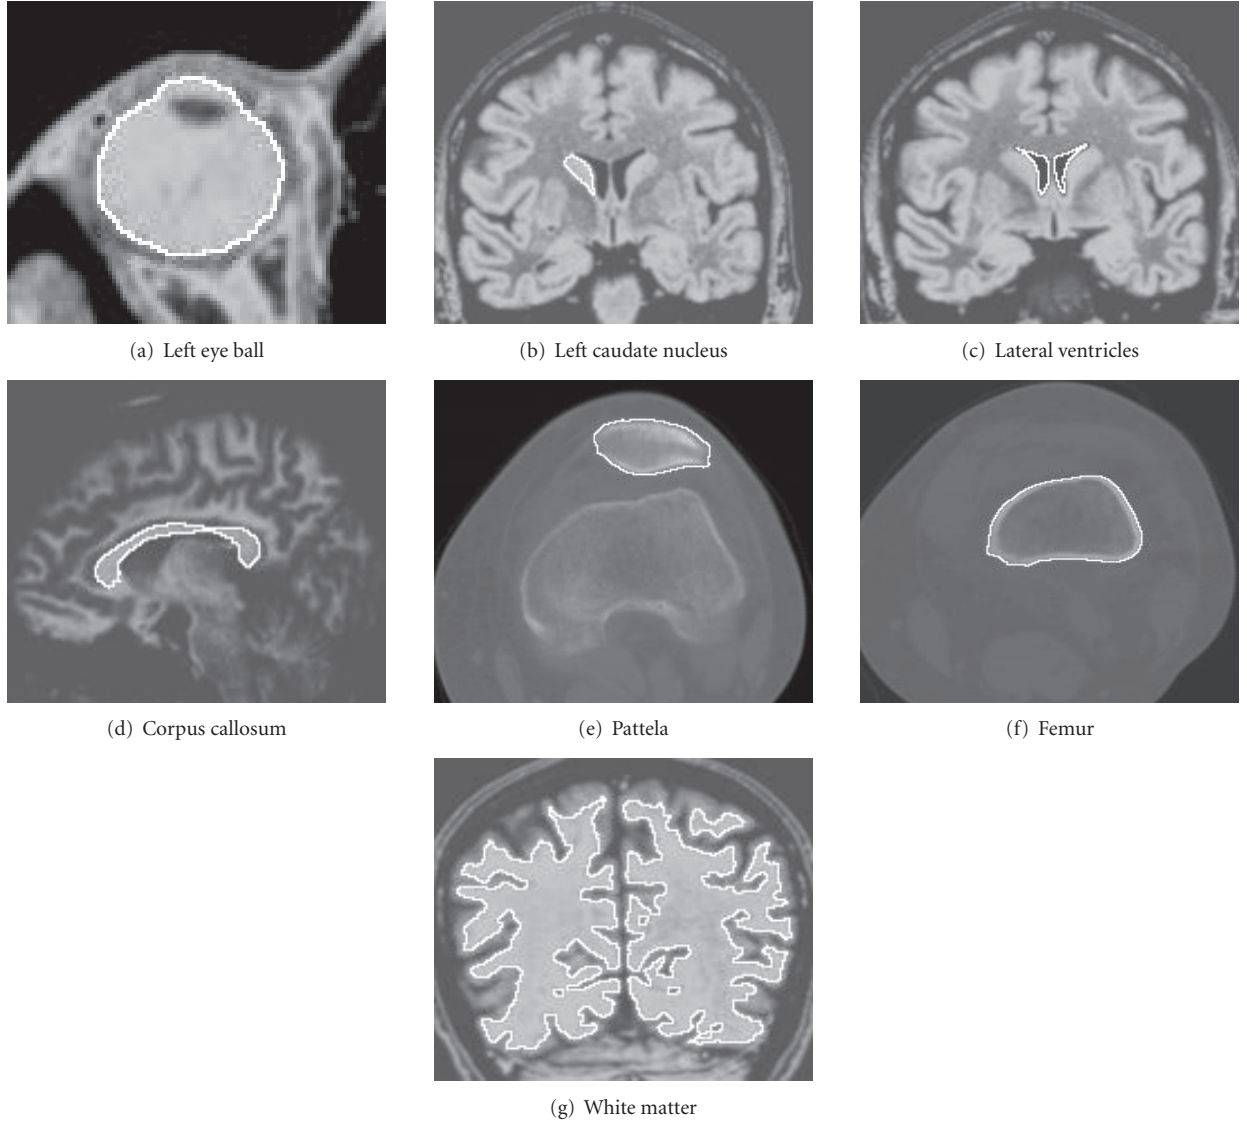 (a) Left eye ball
(b) Left caudate nucleus
(c) Lateral ventricles
(d) Corpus callosum
(e) Pattela
(f) Femur
(g) White matter